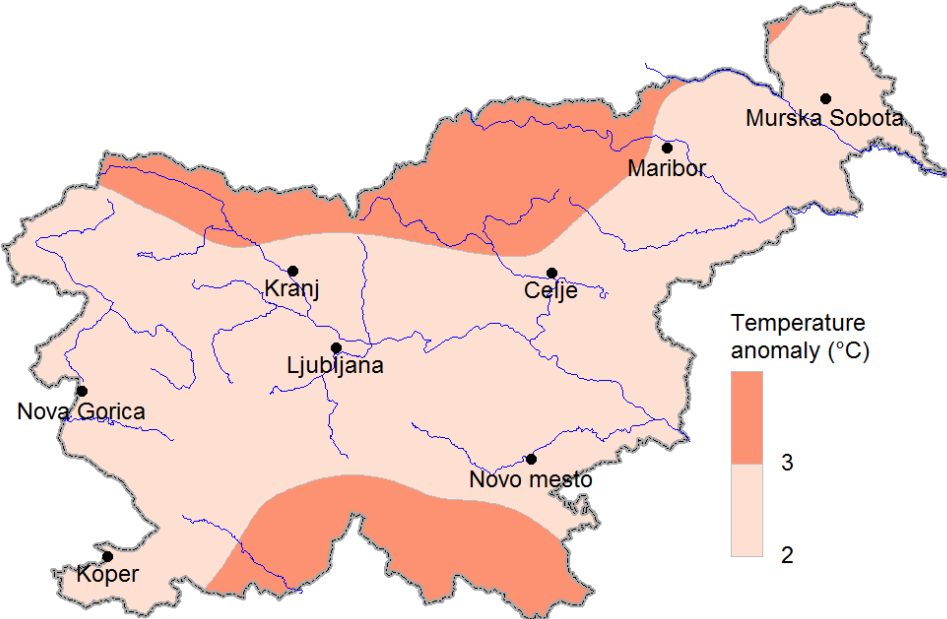 Murska Sobota
Maribor
Kranj
Celje
Temperature
anomaly (°C)
Ljubljana
Nova Gorica
3
Novo mesto
2
Koper